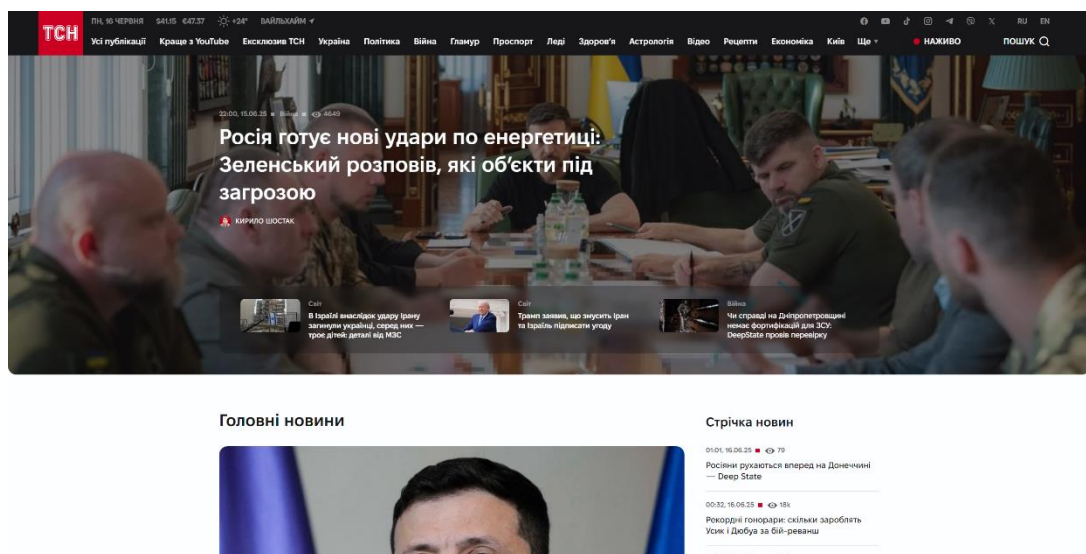 ТСН
ПН, 16 ЧЕРВНЯ $41.15 €47.37 +24° ВАЙЛЬХАЙМ
RU EN
Усі публікації Краще з YouTube Ексклюзив ТСН Україна Політика Війна Гламур Проспорт Леді Здоров'я Астрологія Відео Рецепти Економіка Київ Ще НАЖИВО ПОШУК
22:00, 15.06.25 Війна 4649
Росія готує нові удари по енергетиці:
Зеленський розповів, які об'єкти під
загрозою
КИРИЛО ШОСТАК
Світ
В Ізраїлі внаслідок удару Ірану
загинули українці, серед них —
троє дітей: деталі від МЗС
Світ
Трамп заявив, що змусить Іран
та Ізраїль підписати угоду
Війна
Чи справді на Дніпропетровщині
немає фортифікацій для ЗСУ:
DeepState провів перевірку
Головні новини
Стрічка новин
01:01, 16.06.25 79
Росіяни рухаються вперед на Донеччині
— Deep State
00:32, 16.06.25 18k
Рекордні гонорари: скільки зароблять
Усик і Дюбуа за бій-реванш